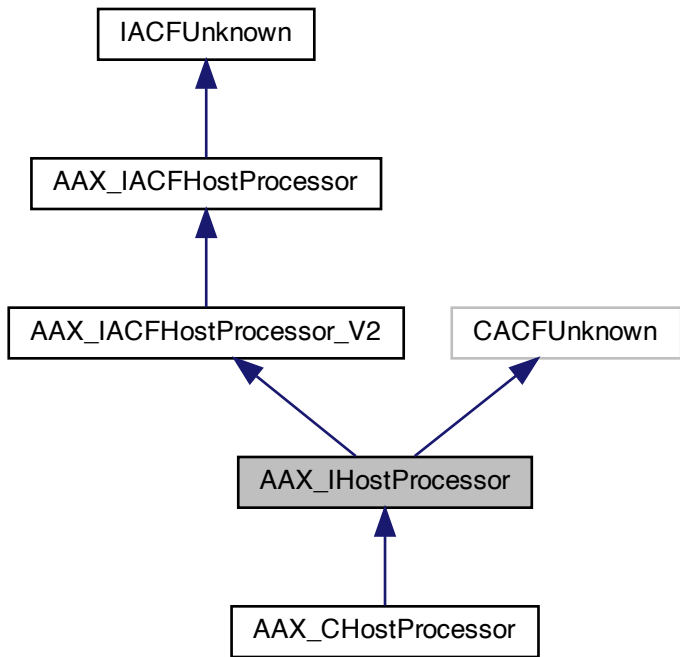 IACFUnknown
AAX_IACFHostProcessor
AAX_IACFHostProcessor_V2
CACFUnknown
AAX_IHostProcessor
AAX_CHostProcessor